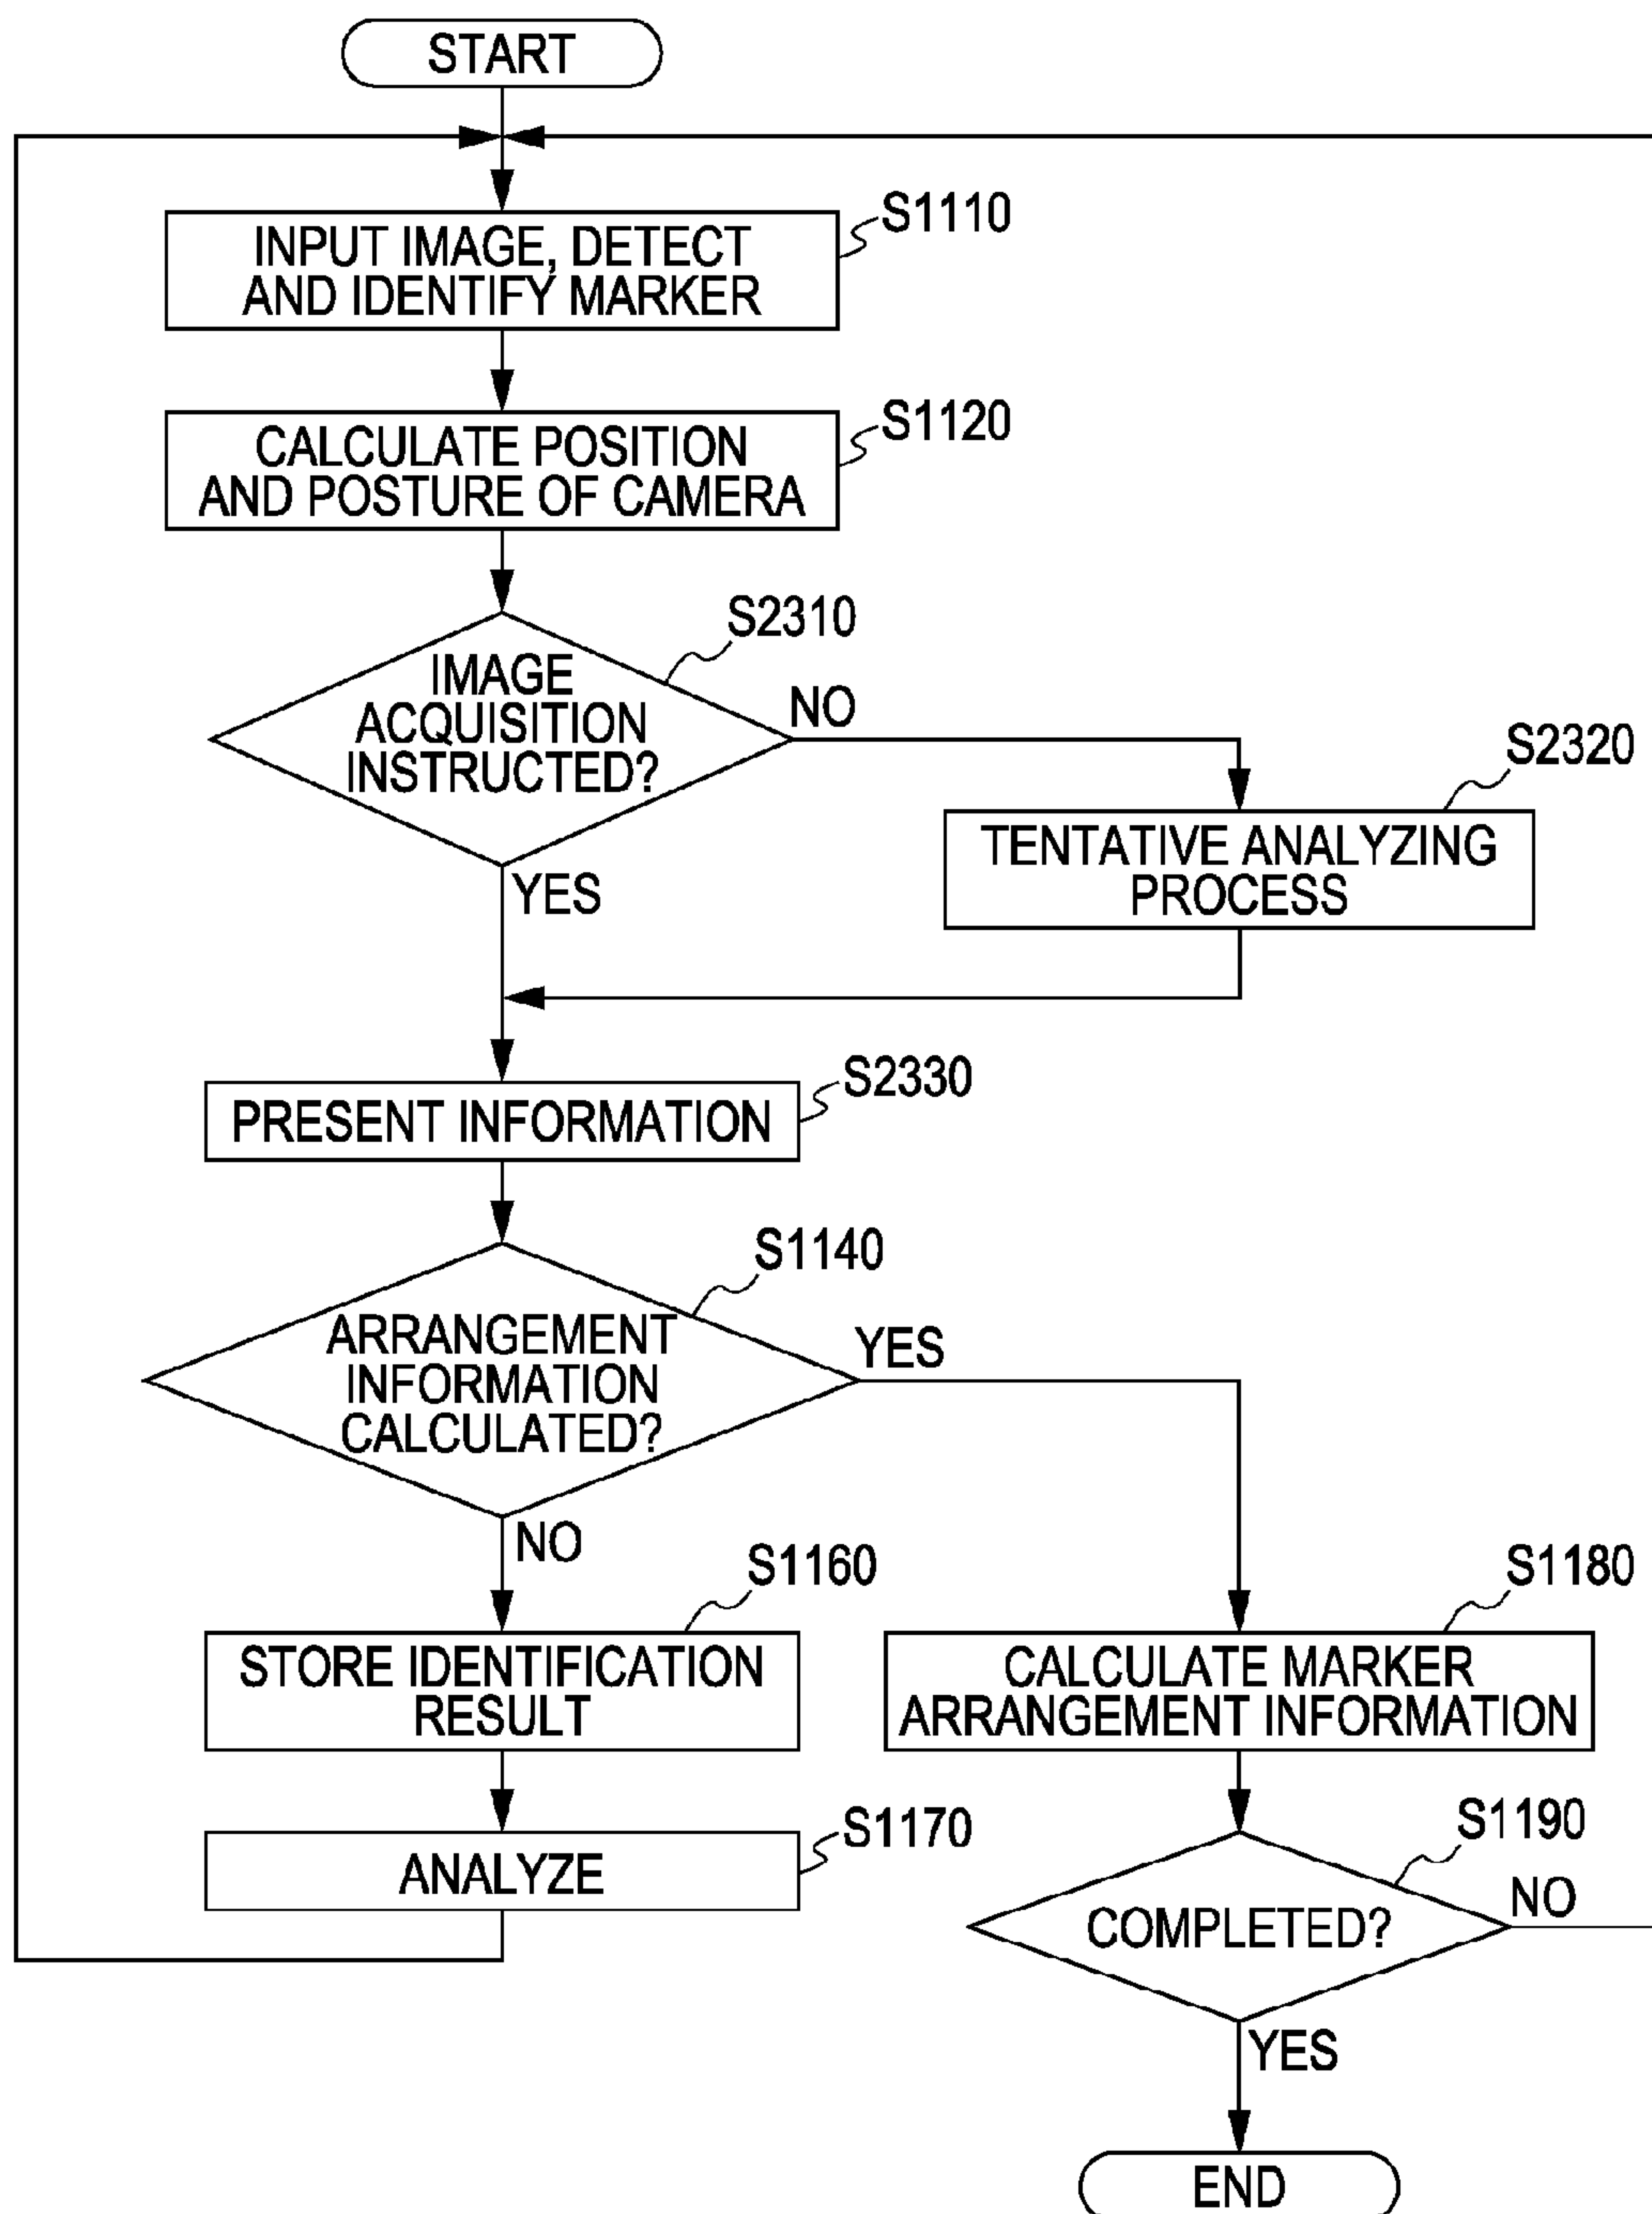 START
S1110
INPUT IMAGE, DETECT
AND IDENTIFY MARKER
S1120
CALCULATE POSITION
AND POSTURE OF CAMERA
S2310
IMAGE
ACQUISITION
INSTRUCTED?
NO
S2320
TENTATIVE ANALYZING
PROCESS
YES
S2330
PRESENT INFORMATION
S1140
ARRANGEMENT
INFORMATION
CALCULATED?
YES
NO
S1160
STORE IDENTIFICATION
RESULT
S1180
CALCULATE MARKER
ARRANGEMENT INFORMATION
S1170
ANALYZE
S1190
COMPLETED?
NO
YES
END